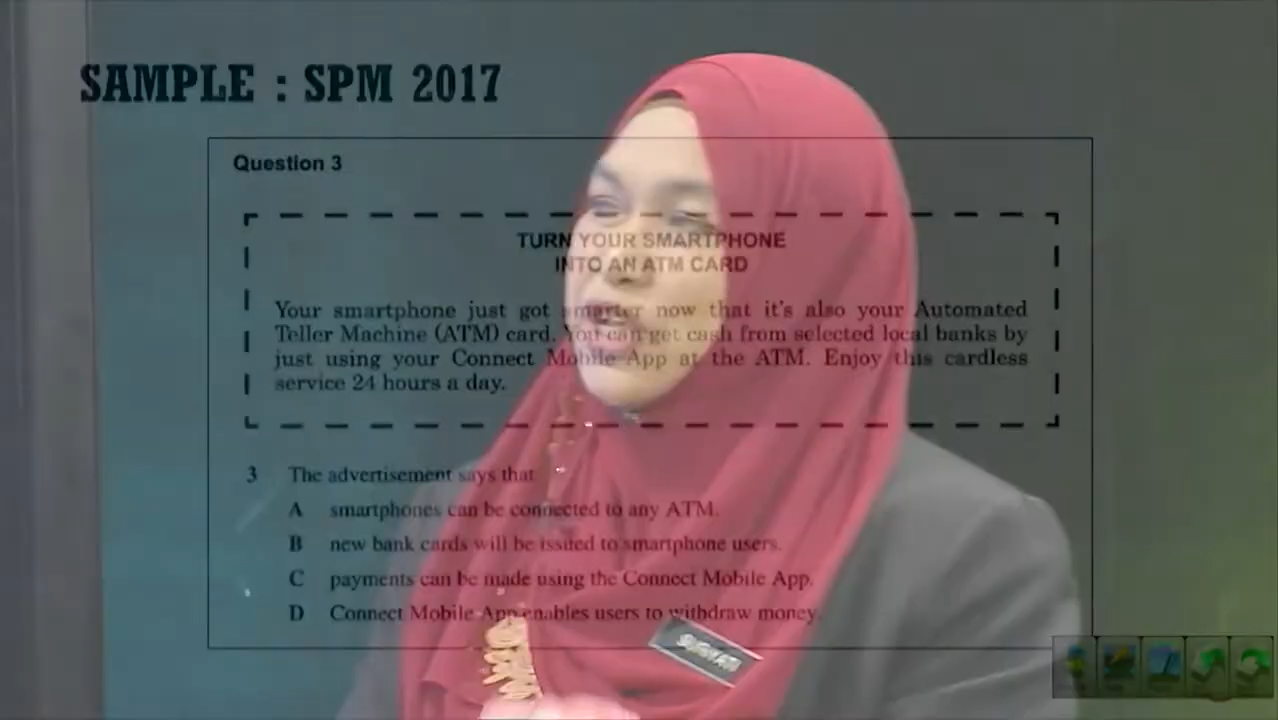 SAMPLE : SPM 2017
Question 3
TURN YOUR SMARTPHONE
INTO AN ATM CARD
Your smartphone just got smarter now that it's also your Automated
Teller Machine (ATM) card. You can get cash from selected local banks by
just using your Connect Mobile App at the ATM. Enjoy this cardless
service 24 hours a day.
3 The advertisement says that
A smartphones can be connected to any ATM.
B new bank cards will be issued to smartphone users.
C payments can be made using the Connect Mobile App.
D Connect Mobile App enables users to withdraw money.